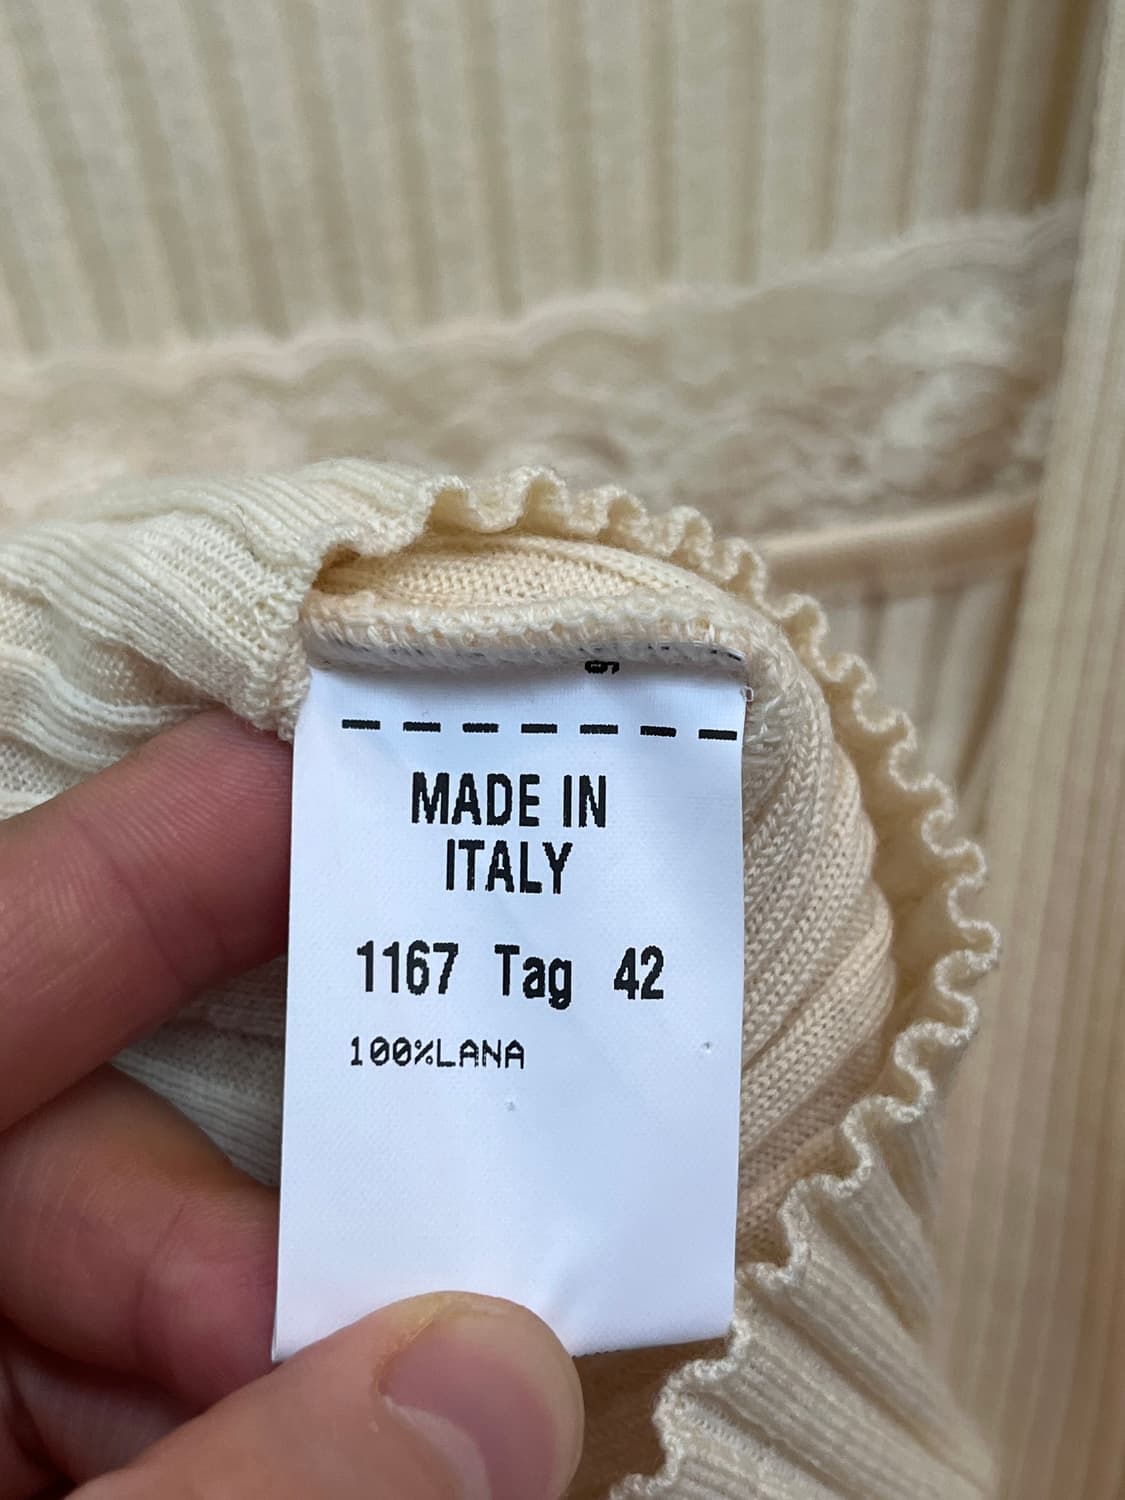 MADE IN
ITALY
1167 Tag 42
100%LANA